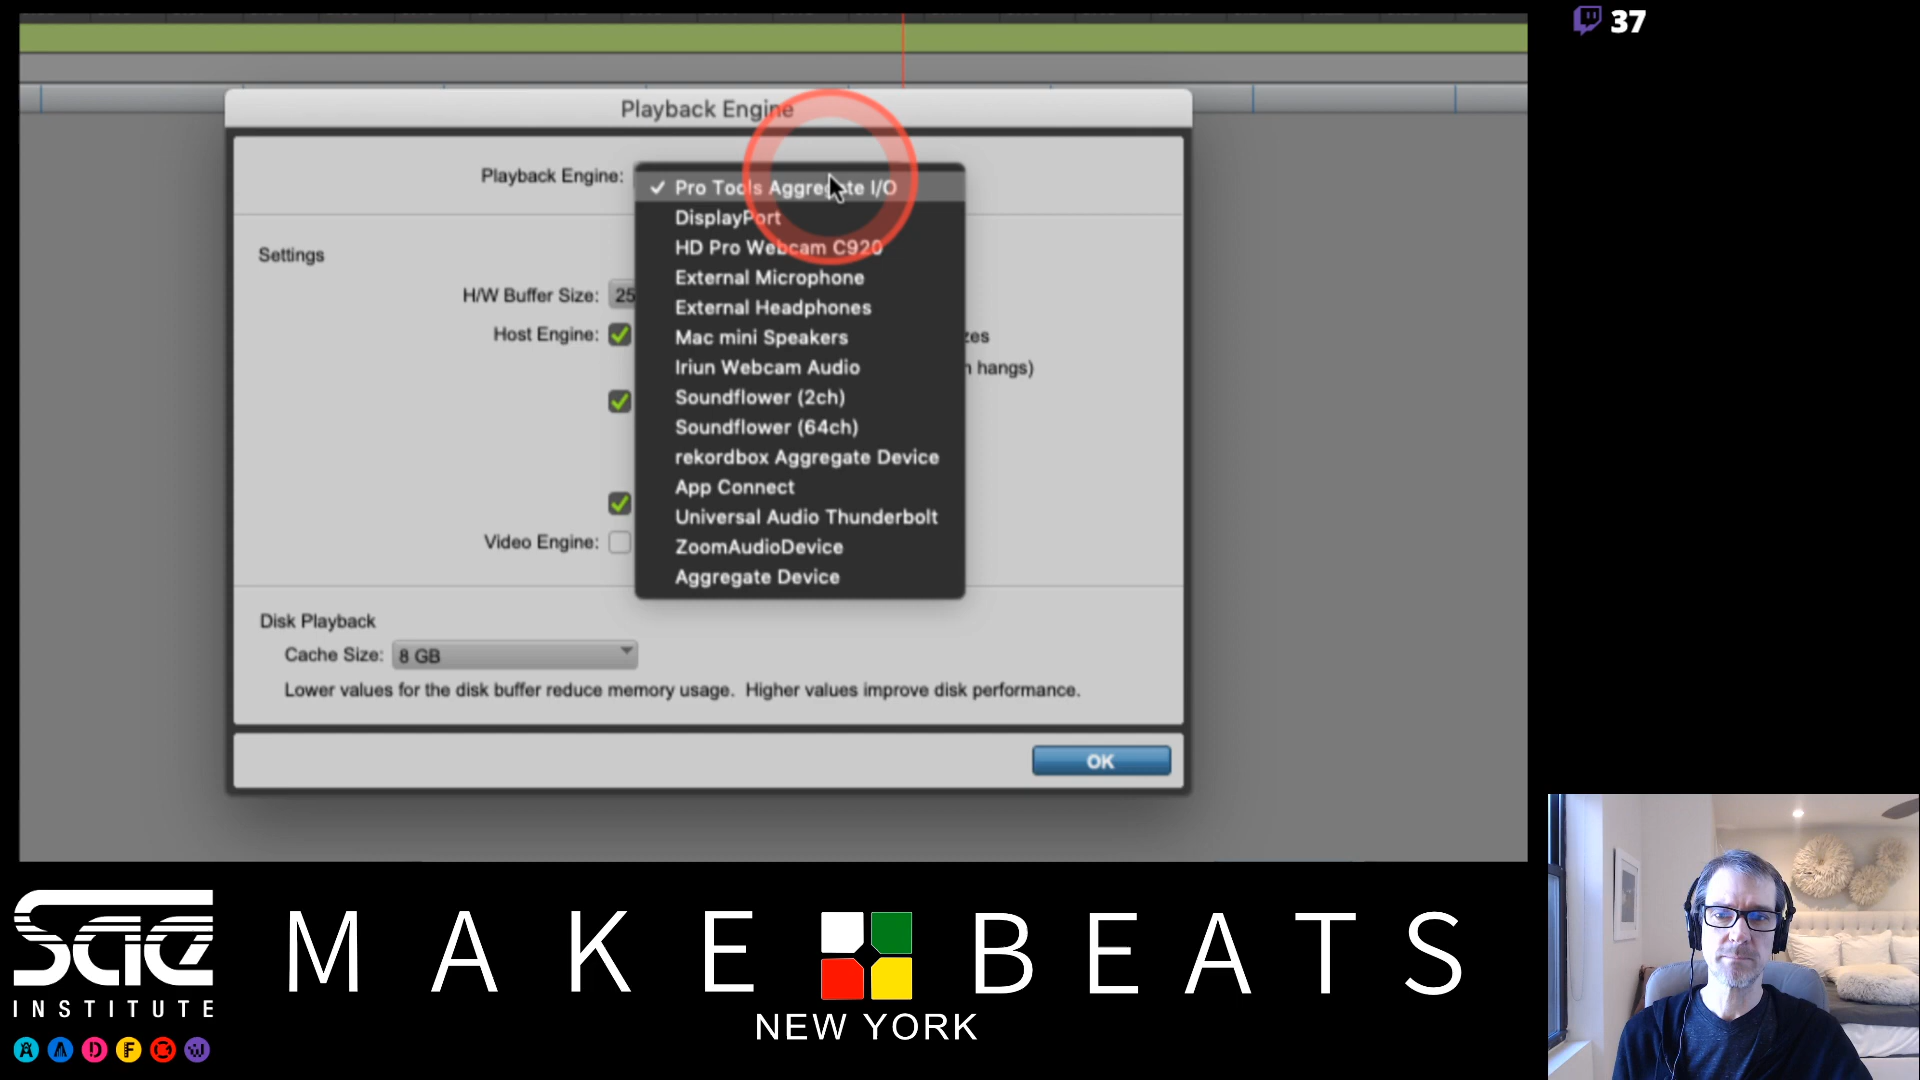 37
Playback Engine
Playback Engine:
✓ Pro Tools Aggregate I/O
DisplayPort
HD Pro Webcam C920
External Microphone
External Headphones
Mac mini Speakers
Iriun Webcam Audio
Soundflower (2ch)
Soundflower (64ch)
rekordbox Aggregate Device
App Connect
Universal Audio Thunderbolt
ZoomAudioDevice
Aggregate Device
Settings
H/W Buffer Size: 25
Host Engine:
hangs)
Video Engine:
Disk Playback
Cache Size: 8 GB
Lower values for the disk buffer reduce memory usage. Higher values improve disk performance.
OK
sae
INSTITUTE
MAKE BEATS
NEW YORK